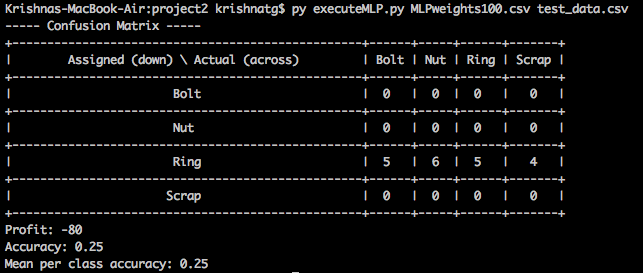 Krishnas-MacBook-Air:project2 krishnatg$ py executeMLP.py MLPweights100.csv test_data.csv
----- Confusion Matrix -----
+--------------------------------------------------+------+-----+------+-------+
| Assigned (down) \ Actual (across) | Bolt | Nut | Ring | Scrap |
+--------------------------------------------------+------+-----+------+-------+
| Bolt | 0 | 0 | 0 | 0 |
+--------------------------------------------------+------+-----+------+-------+
| Nut | 0 | 0 | 0 | 0 |
+--------------------------------------------------+------+-----+------+-------+
| Ring | 5 | 6 | 5 | 4 |
+--------------------------------------------------+------+-----+------+-------+
| Scrap | 0 | 0 | 0 | 0 |
+--------------------------------------------------+------+-----+------+-------+
Profit: -80
Accuracy: 0.25
Mean per class accuracy: 0.25